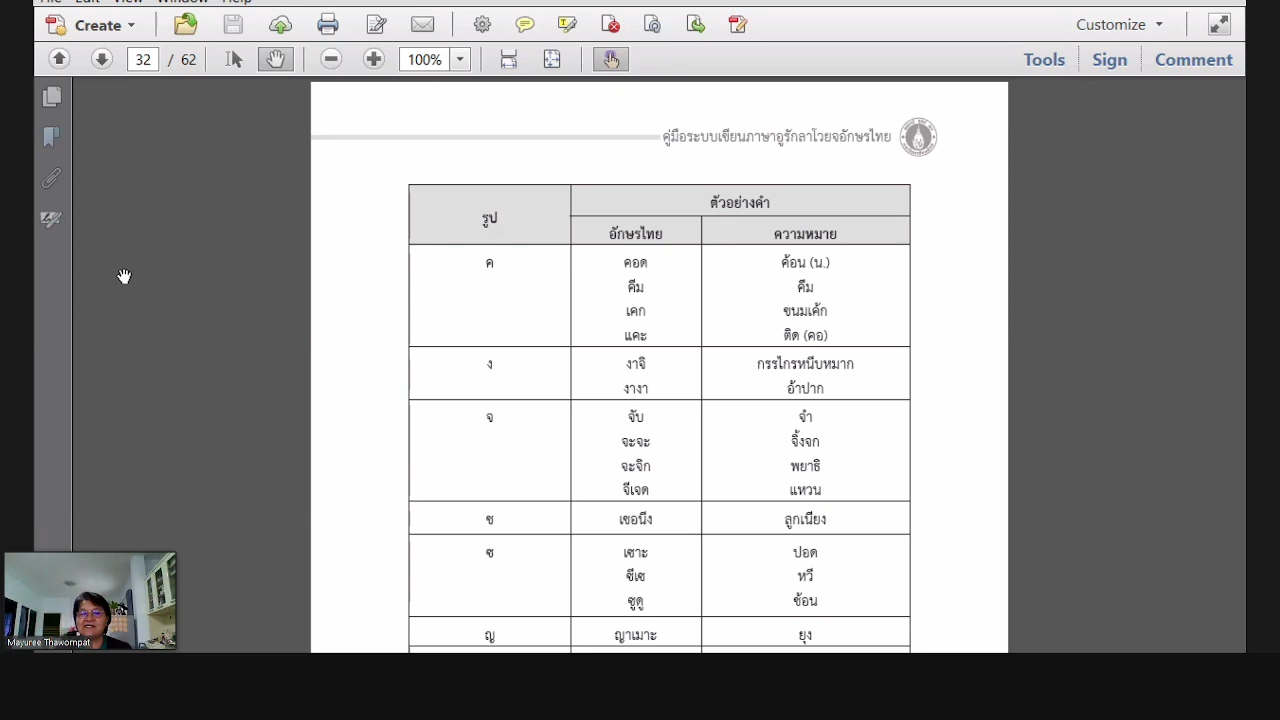 Create
Customize
32 / 62
100%
Tools Sign Comment
คู่มือระบบเขียนภาษาอูรักลาโวยจอักษรไทย
รูป ตัวอย่างคำ
อักษรไทย ความหมาย
ค คอด ค้อน (น.)
คีม คีม
เคก ขนมเค้ก
แคะ ติด (คอ)
ง งาจิ กรรไกรหนีบหมาก
งางา อ้าปาก
จ จับ จำ
จะจะ จิ้งจก
จะจิก พยาธิ
จีเจด แหวน
ช เชอนึง ลูกเนียง
ซ เซาะ ปอด
ซีเซ หวี
ซูดู ช้อน
ญ ญาเมาะ ยุง
Mayuree Thawornpat